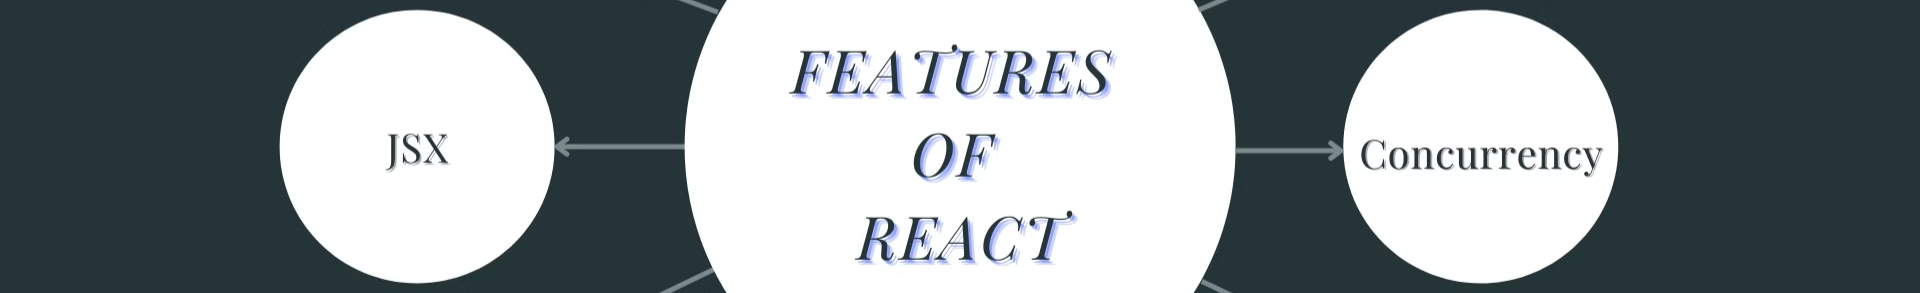 FEATURES
OF
REACT
JSX
Concurrency